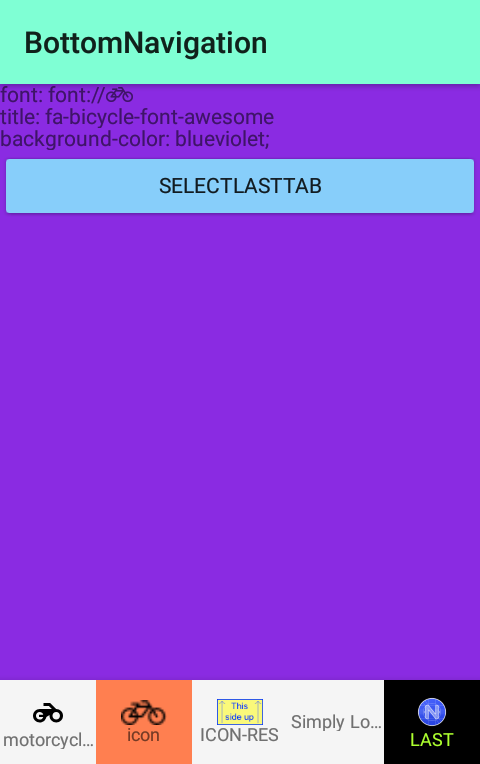 BottomNavigation
font: font://
title: fa-bicycle-font-awesome
background-color: blueviolet;
SELECTLASTTAB
motorcycl...
icon
This
side up
ICON-RES
Simply Lo...
N
LAST